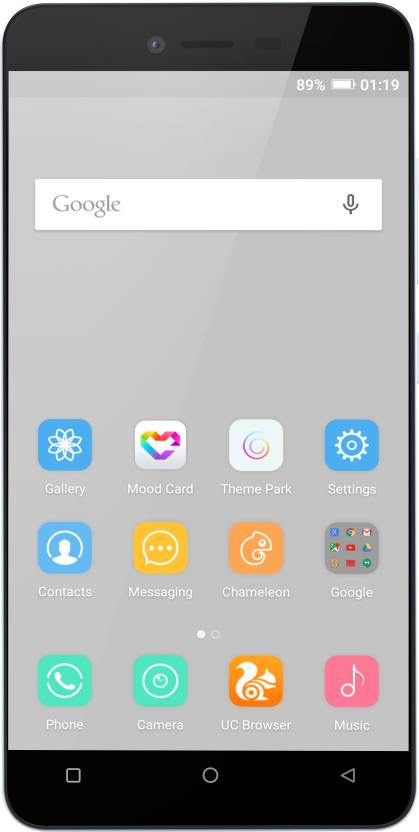 89% 01:19
Google
Gallery Mood Card Theme Park Settings
Contacts Messaging Chameleon Google
Phone Camera UC Browser Music